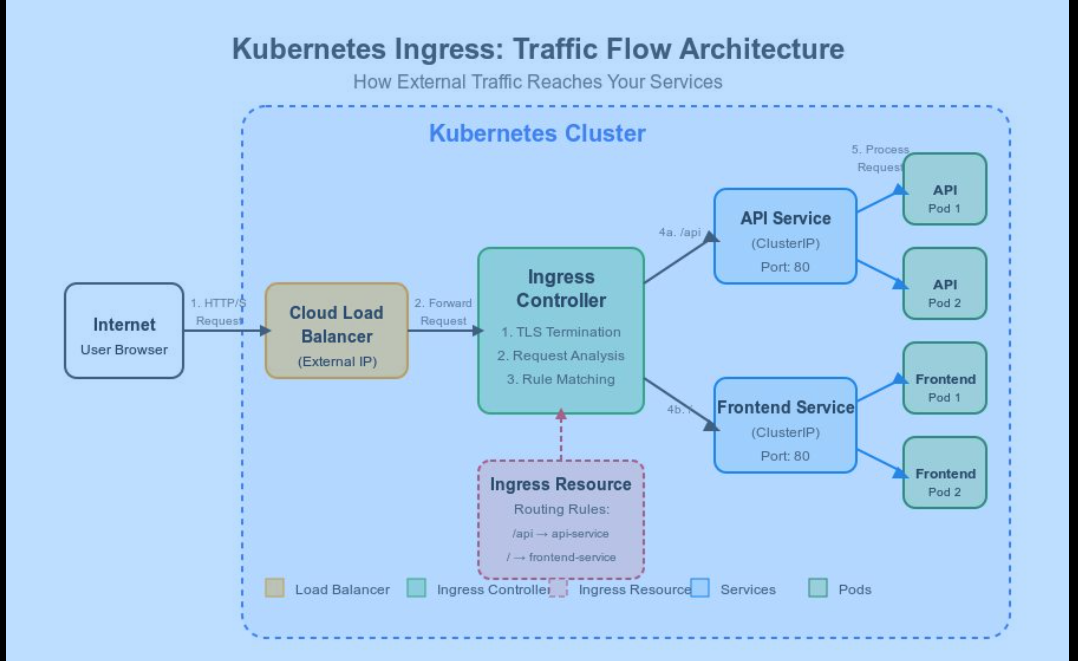 Kubernetes Ingress: Traffic Flow Architecture
How External Traffic Reaches Your Services
Kubernetes Cluster
Internet
User Browser
1. HTTP/S
Request
Cloud Load
Balancer
(External IP)
2. Forward
Request
Ingress
Controller
1. TLS Termination
2. Request Analysis
3. Rule Matching
Ingress Resource
Routing Rules:
/api → api-service
/ → frontend-service
4a. /api
API Service
(ClusterIP)
Port: 80
4b. /
Frontend Service
(ClusterIP)
Port: 80
5. Process
Request
API
Pod 1
API
Pod 2
Frontend
Pod 1
Frontend
Pod 2
Load Balancer
Ingress Controller
Ingress Resource
Services
Pods